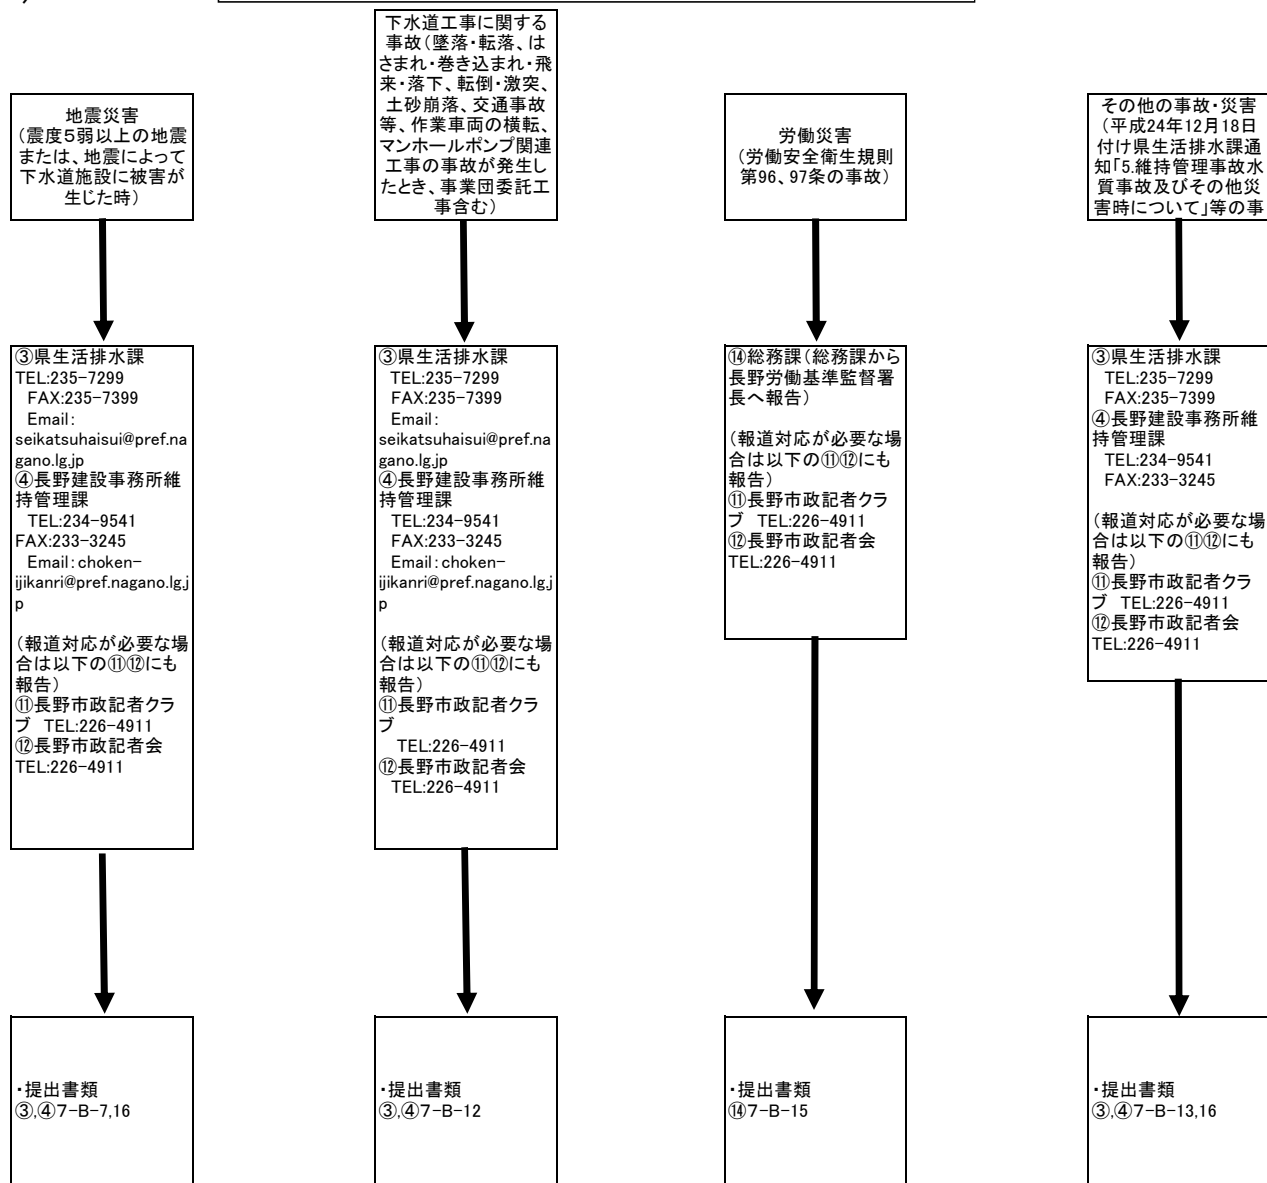 地震災害
（震度５弱以上の地震
または、地震によって
下水道施設に被害が
生じた時）
下水道工事に関する
事故（墜落・転落、は
さまれ・巻き込まれ・飛
来・落下、転倒・激突、
土砂崩落、交通事故
等、作業車両の横転、
マンホールポンプ関連
工事の事故が発生し
たとき、事業団委託工
事含む）
労働災害
（労働安全衛生規則
第96、97条の事故）
その他の事故・災害
（平成24年12月18日
付け県生活排水課通
知「5.維持管理事故水
質事故及びその他災
害時について」等の事
③県生活排水課
TEL:235-7299
FAX:235-7399
Email：
seikatsuhaisui@pref.na
gano.lg.jp
④長野建設事務所維
持管理課
TEL:234-9541
FAX:233-3245
Email：choken-
ijikanri@pref.nagano.lg.j
p
（報道対応が必要な場
合は以下の⑪⑫にも
報告）
⑪長野市政記者クラ
ブ　TEL:226-4911
⑫長野市政記者会
TEL:226-4911
③県生活排水課
TEL:235-7299
FAX:235-7399
Email：
seikatsuhaisui@pref.na
gano.lg.jp
④長野建設事務所維
持管理課
TEL:234-9541
FAX:233-3245
Email：choken-
ijikanri@pref.nagano.lg.j
p
（報道対応が必要な場
合は以下の⑪⑫にも
報告）
⑪長野市政記者クラ
ブ
TEL:226-4911
⑫長野市政記者会
TEL:226-4911
⑭総務課（総務課から
長野労働基準監督署
長へ報告）
（報道対応が必要な場
合は以下の⑪⑫にも
報告）
⑪長野市政記者クラ
ブ　TEL:226-4911
⑫長野市政記者会
TEL:226-4911
③県生活排水課
TEL:235-7299
FAX:235-7399
④長野建設事務所維
持管理課
TEL:234-9541
FAX:233-3245
（報道対応が必要な場
合は以下の⑪⑫にも
報告）
⑪長野市政記者クラ
ブ　TEL:226-4911
⑫長野市政記者会
TEL:226-4911
・提出書類
③,④7-B-7,16
・提出書類
③,④7-B-12
・提出書類
⑭7-B-15
・提出書類
③,④7-B-13,16